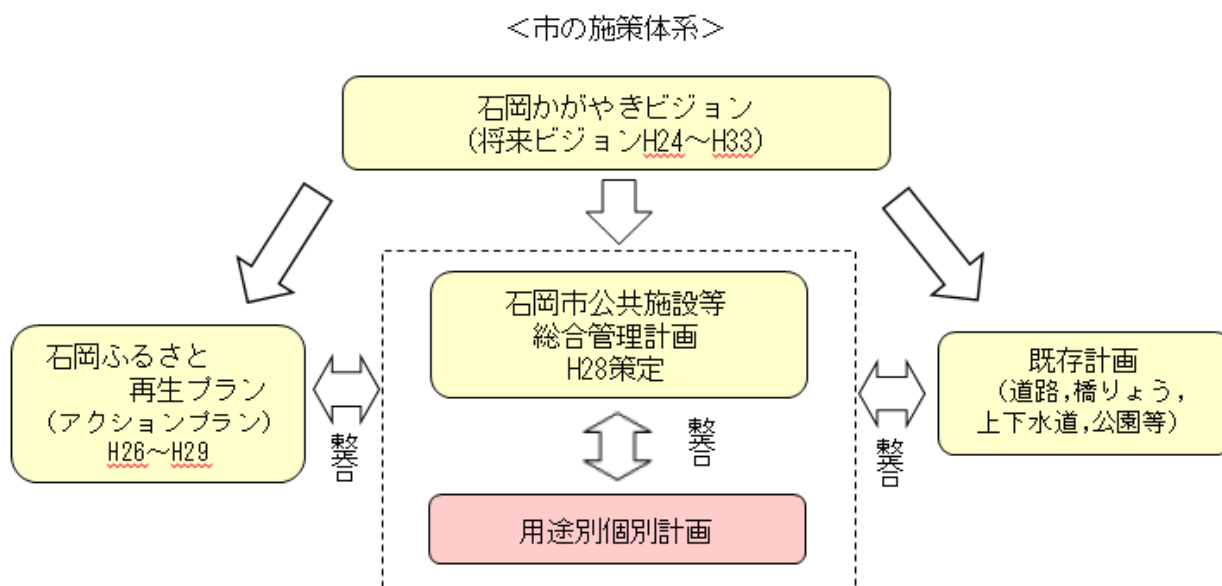 ＜市の施策体系＞
石岡かがやきビジョン
(将来ビジョンH24～H33)
石岡市公共施設等
総合管理計画
H28策定
石岡ふるさと
再生プラン
(アクションプラン)
H26～H29
整合
整合
整合
既存計画
(道路,橋りょう,
上下水道,公園等)
用途別個別計画